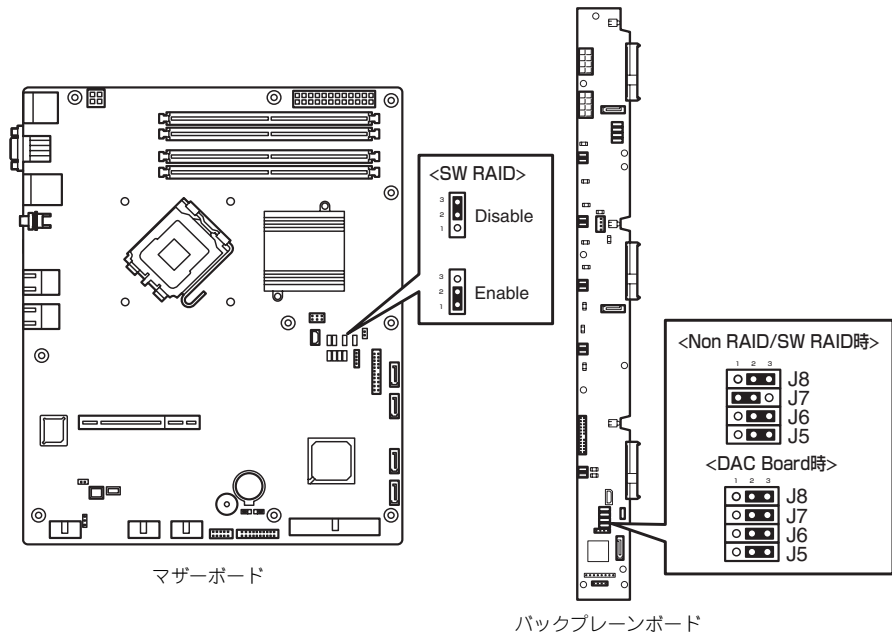 <SW RAID>
3
2
1
Disable
3
2
1
Enable
マザーボード
<Non RAID/SW RAID時>
1 2 3
J8
J7
J6
J5
<DAC Board時>
1 2 3
J8
J7
J6
J5
バックプレーンボード